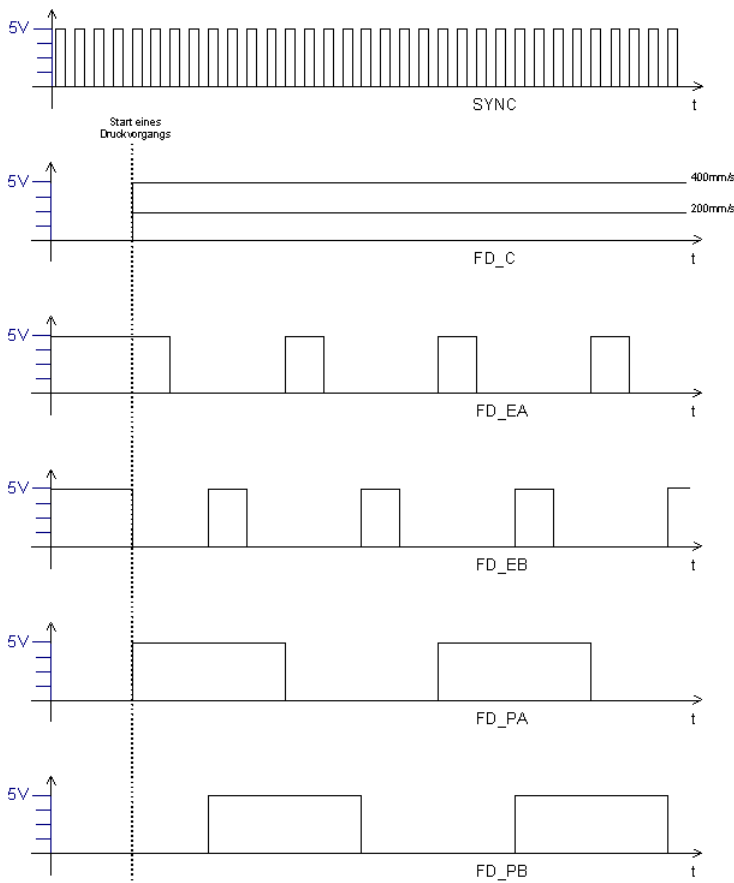 5V
SYNC
t
Start eines
Druckvorgangs
5V
400mm/s
200mm/s
FD_C
t
5V
FD_EA
t
5V
FD_EB
t
5V
FD_PA
t
5V
FD_PB
t